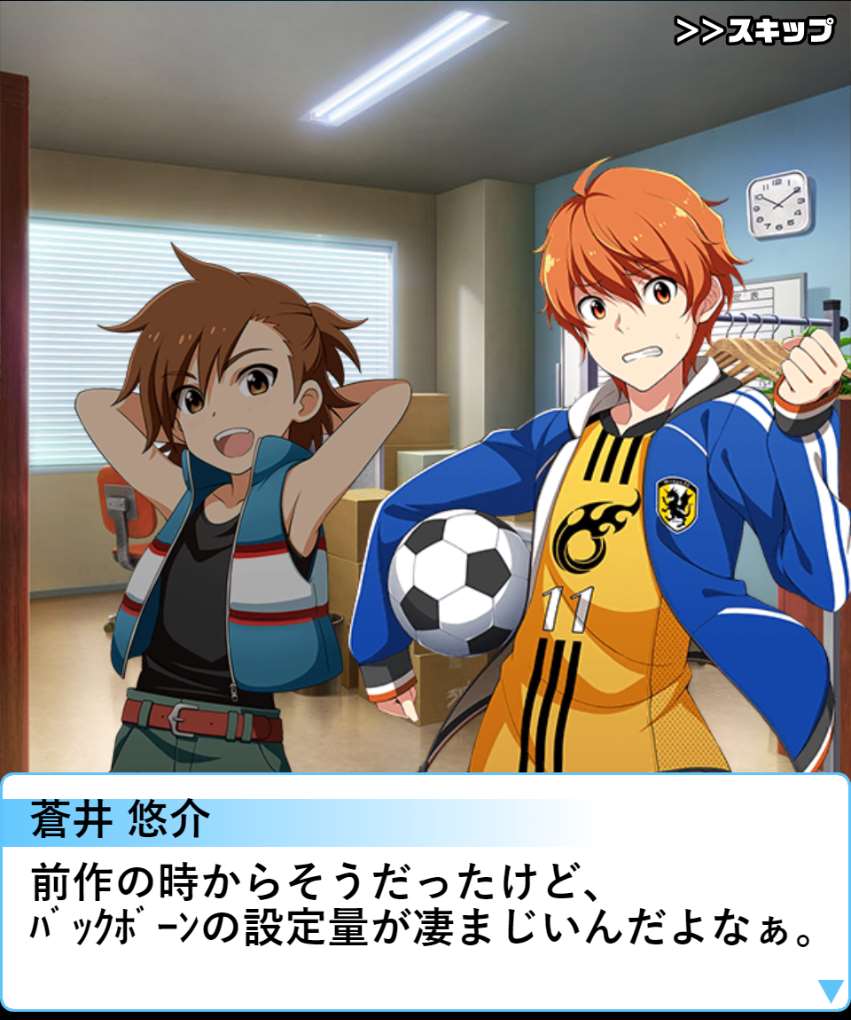 >>スキップ
11
蒼井 悠介
前作の時からそうだったけど、
ﾊﾞｯｸﾎﾞｰﾝの設定量が凄まじいんだよなぁ。